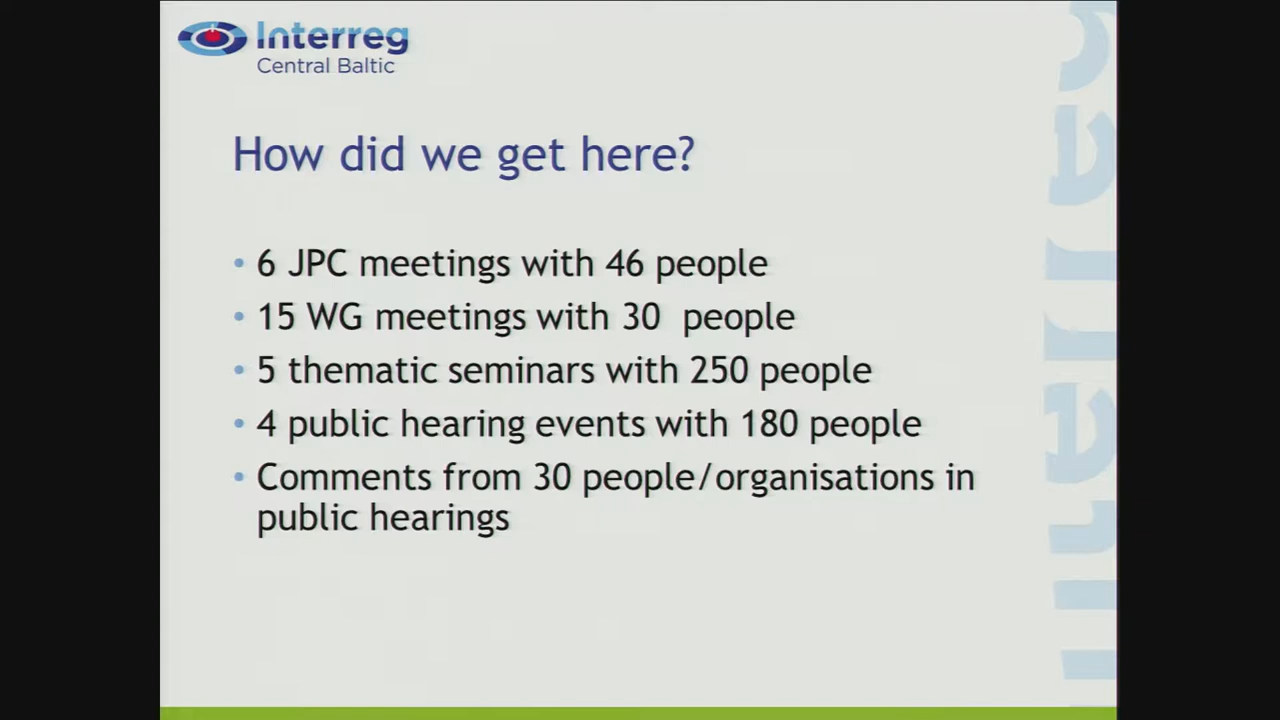 Interreg
Central Baltic
How did we get here?
• 6 JPC meetings with 46 people
• 15 WG meetings with 30 people
• 5 thematic seminars with 250 people
• 4 public hearing events with 180 people
• Comments from 30 people/organisations in
public hearings